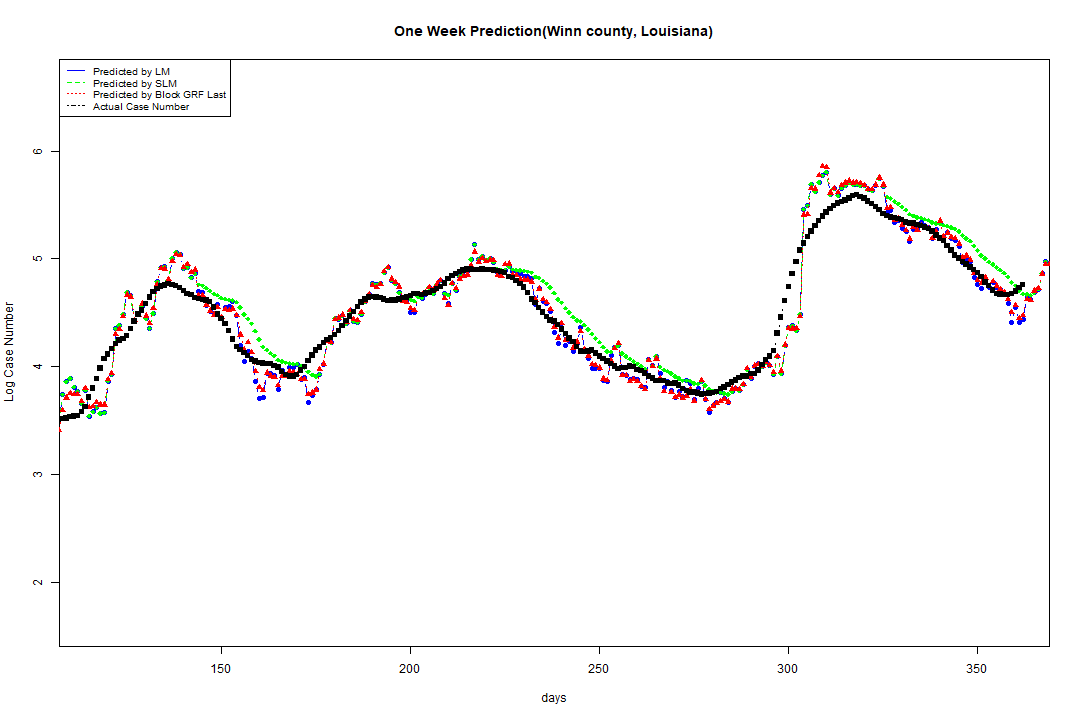 One Week Prediction(Winn county, Louisiana)
Predicted by LM
Predicted by SLM
Predicted by Block GRF Last
Actual Case Number
Log Case Number
6
5
4
3
2
150 200 250 300 350
days